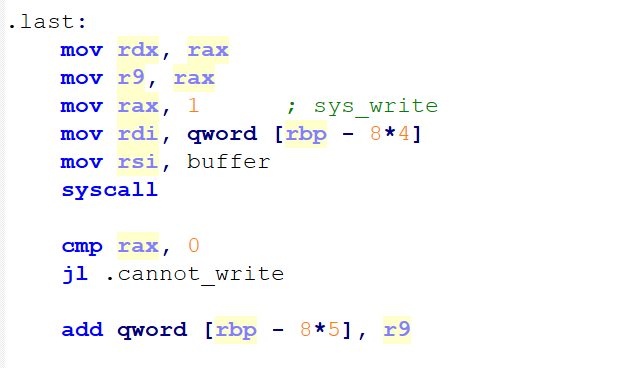 .last:
    mov rdx, rax
    mov r9, rax
    mov rax, 1      ; sys_write
    mov rdi, qword [rbp - 8*4]
    mov rsi, buffer
    syscall

    cmp rax, 0
    jl .cannot_write

    add qword [rbp - 8*5], r9